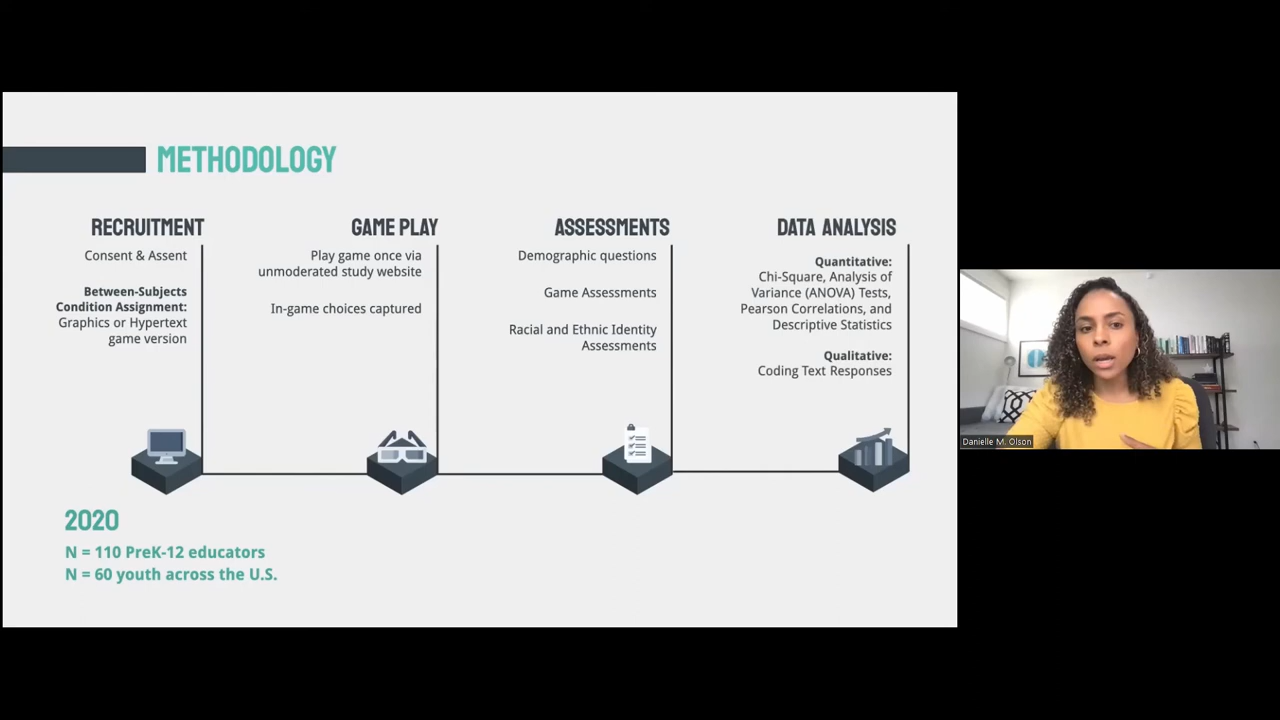 METHODOLOGY
RECRUITMENT
Consent & Assent
Between-Subjects
Condition Assignment:
Graphics or Hypertext
game version
GAME PLAY
Play game once via
unmoderated study website
In-game choices captured
ASSESSMENTS
Demographic questions
Game Assessments
Racial and Ethnic Identity
Assessments
DATA ANALYSIS
Quantitative:
Chi-Square, Analysis of
Variance (ANOVA) Tests,
Pearson Correlations, and
Descriptive Statistics
Qualitative:
Coding Text Responses
2020
N = 110 PreK-12 educators
N = 60 youth across the U.S.
Danielle M. Olson